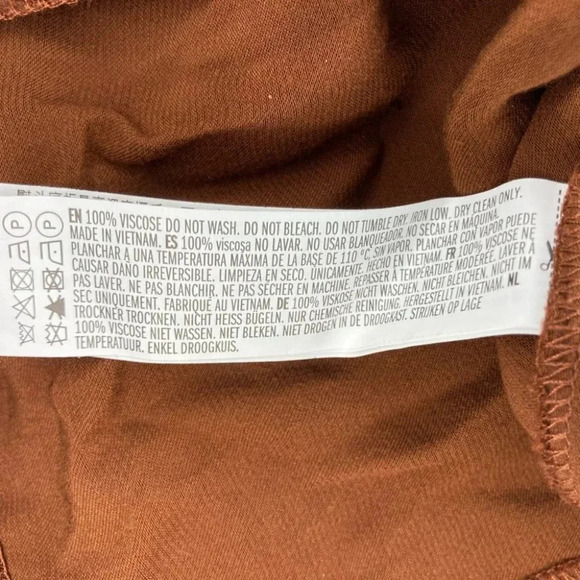 EN 100% VISCOSE DO NOT WASH. DO NOT BLEACH. DO NOT TUMBLE DRY. IRON LOW. DRY CLEAN ONLY.
MADE IN VIETNAM. ES 100% viscosa NO LAVAR. NO USAR BLANQUEADOR. NO SECAR EN MÁQUINA.
PLANCHAR A UNA TEMPERATURA MÁXIMA DE LA BASE DE 110 ºC, SIN VAPOR. PLANCHAR CON VAPOR PUEDE
CAUSAR DAÑO IRREVERSIBLE. LIMPIEZA EN SECO. ÚNICAMENTE. HECHO EN VIETNAM. FR 100% VISCOSE NE
PAS LAVER. NE PAS BLANCHIR. NE PAS SÉCHER EN MACHINE. REPASSER À TEMPÉRATURE MODÉRÉE. LAVER À
SEC UNIQUEMENT. FABRIQUE AU VIETNAM. DE 100% VISKOSE NICHT WASCHEN. NICHT BLEICHEN. NICHT IM
TROCKNER TROCKNEN. NICHT HEISS BÜGELN. NUR CHEMISCHE REINIGUNG. HERGESTELLT IN VIETNAM. NL
100% VISCOSE NIET WASSEN. NIET BLEKEN. NIET DROGEN IN DE DROOGKAST. STRIJKEN OP LAGE
TEMPERATUUR. ENKEL DROOGKUIS.
P P